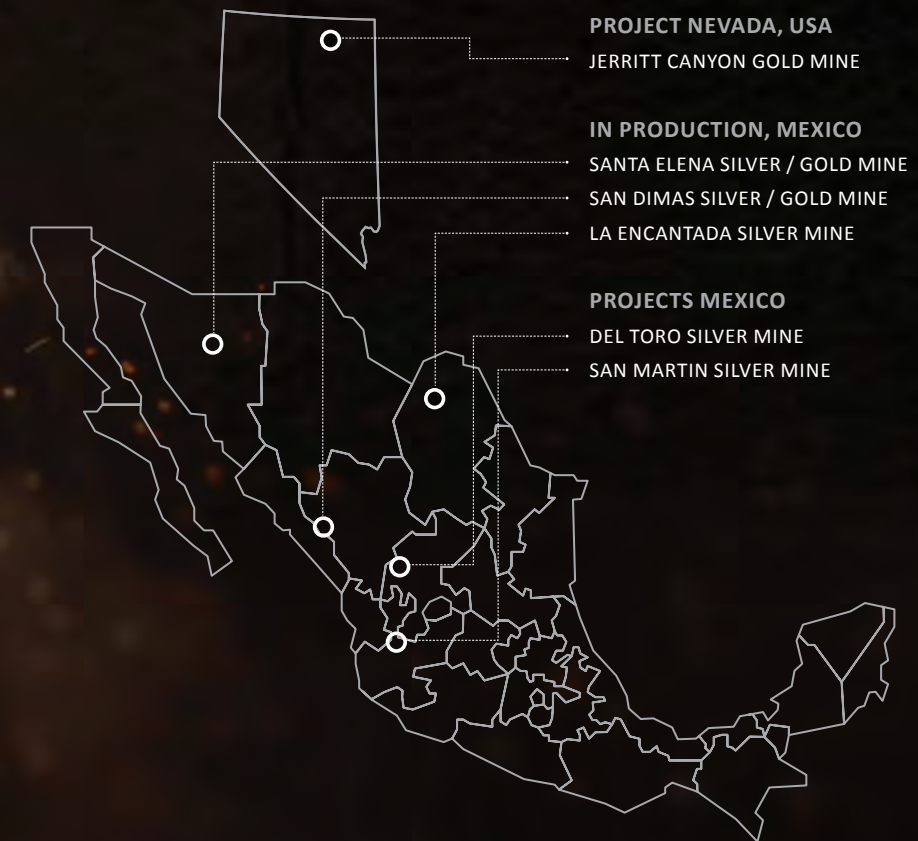 PROJECT NEVADA, USA
JERRITT CANYON GOLD MINE
IN PRODUCTION, MEXICO
SANTA ELENA SILVER / GOLD MINE
SAN DIMAS SILVER / GOLD MINE
LA ENCANTADA SILVER MINE
PROJECTS MEXICO
DEL TORO SILVER MINE
SAN MARTIN SILVER MINE